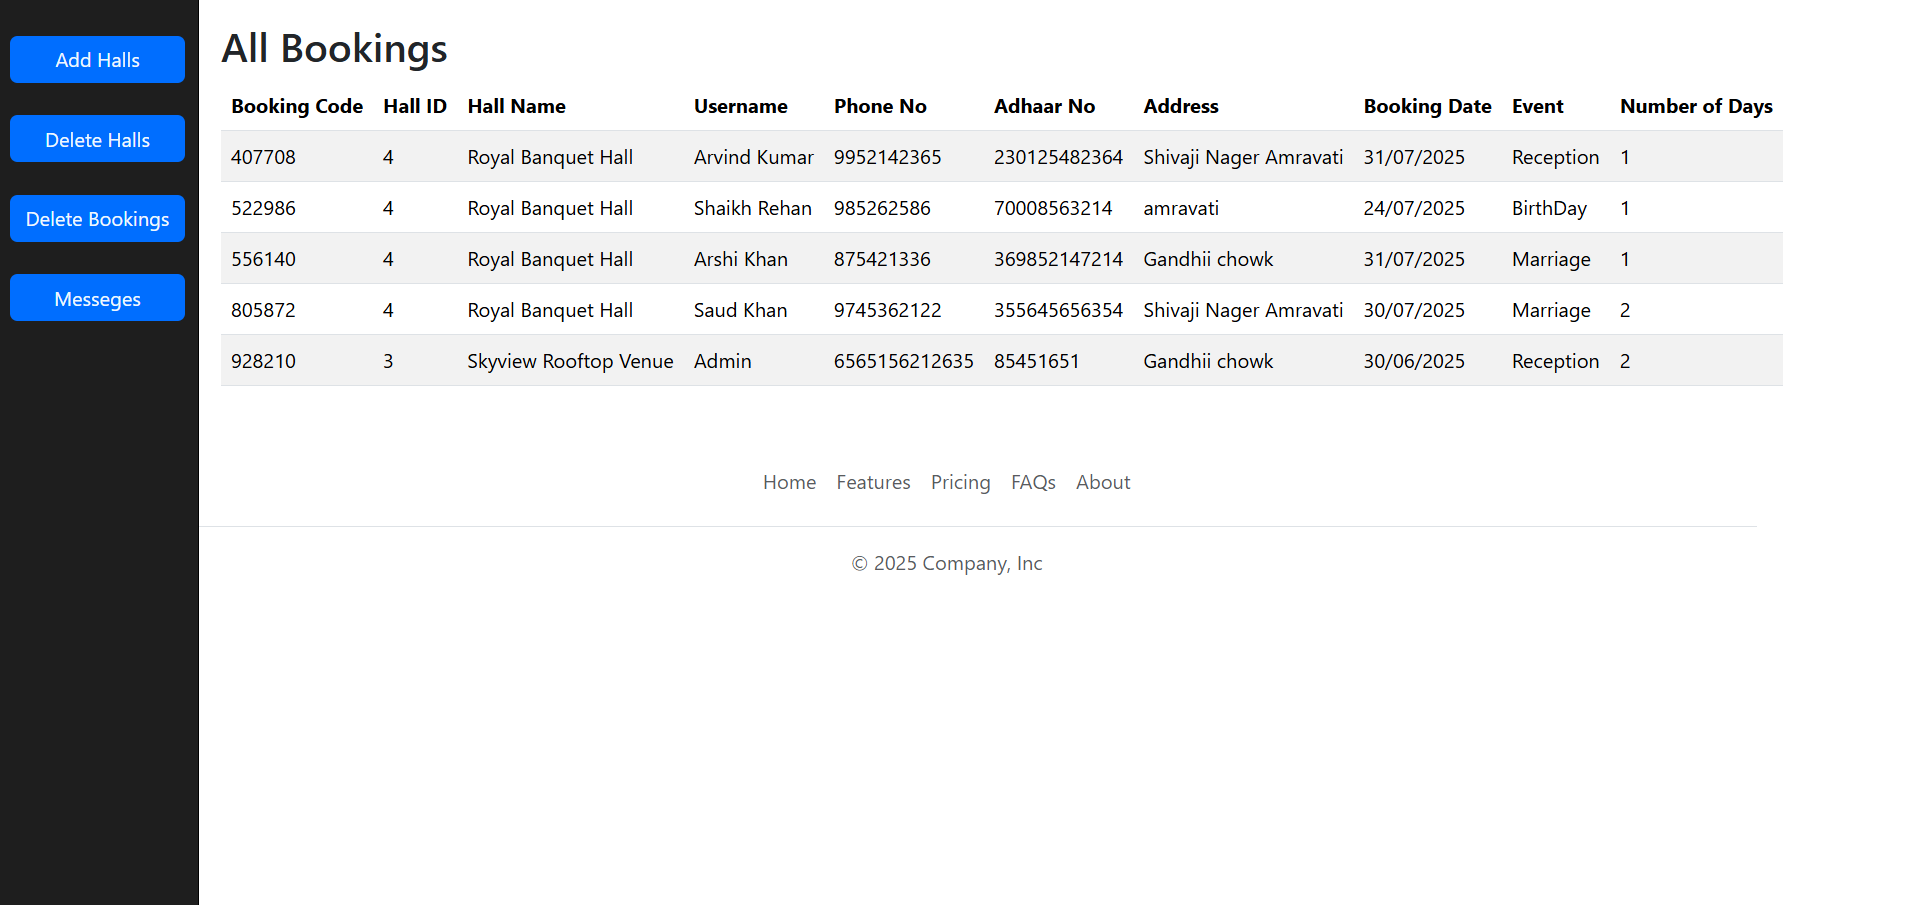 Add Halls
Delete Halls
Delete Bookings
Messeges
All Bookings
Booking Code Hall ID Hall Name Username Phone No Adhaar No Address Booking Date Event Number of Days
407708 4 Royal Banquet Hall Arvind Kumar 9952142365 230125482364 Shivaji Nager Amravati 31/07/2025 Reception 1
522986 4 Royal Banquet Hall Shaikh Rehan 985262586 70008563214 amravati 24/07/2025 BirthDay 1
556140 4 Royal Banquet Hall Arshi Khan 875421336 369852147214 Gandhii chowk 31/07/2025 Marriage 1
805872 4 Royal Banquet Hall Saud Khan 9745362122 355645656354 Shivaji Nager Amravati 30/07/2025 Marriage 2
928210 3 Skyview Rooftop Venue Admin 6565156212635 85451651 Gandhii chowk 30/06/2025 Reception 2
Home Features Pricing FAQs About
© 2025 Company, Inc